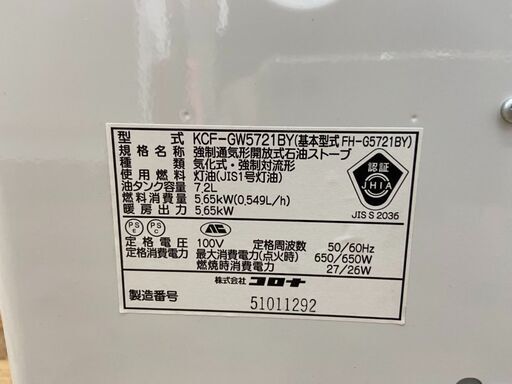 型式 KCF-GW5721BY(基本型式 FH-G5721BY)
規格名称 強制通気形開放式石油ストーブ
種類 気化式・強制対流形
使用燃料 灯油(JIS1号灯油)
油タンク容量 7.2L
燃料消費量 5.65kW(0.549L/h)
暖房出力 5.65kW
認証
JHIA
JIS S 2036
PS E
PS C
定格電圧 100V 定格周波数 50/60Hz
定格消費電力 最大消費電力(点火時) 650/650W
燃焼時消費電力 27/26W
株式会社 コロナ
製造番号 51011292